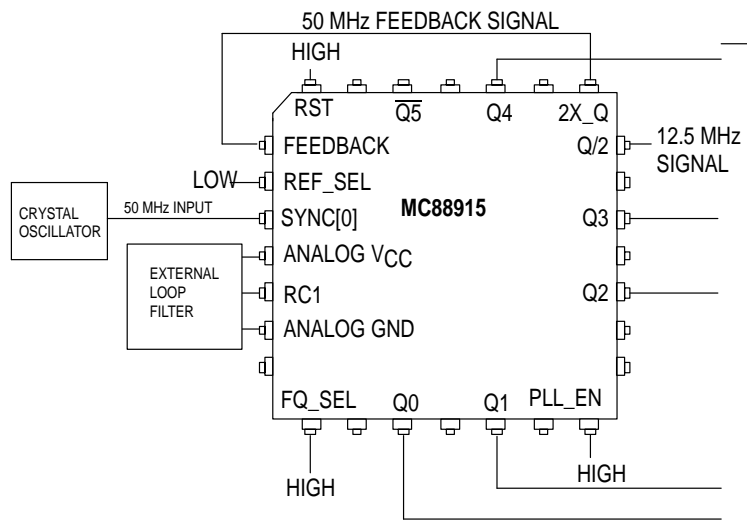 50 MHz FEEDBACK SIGNAL
HIGH
RST
Q5
Q4
2X_Q
FEEDBACK
Q/2
12.5 MHz
SIGNAL
LOW
REF_SEL
MC88915
CRYSTAL
OSCILLATOR
50 MHz INPUT
SYNC[0]
Q3
ANALOG VCC
EXTERNAL
LOOP
FILTER
RC1
Q2
ANALOG GND
FQ_SEL
Q0
Q1
PLL_EN
HIGH
HIGH